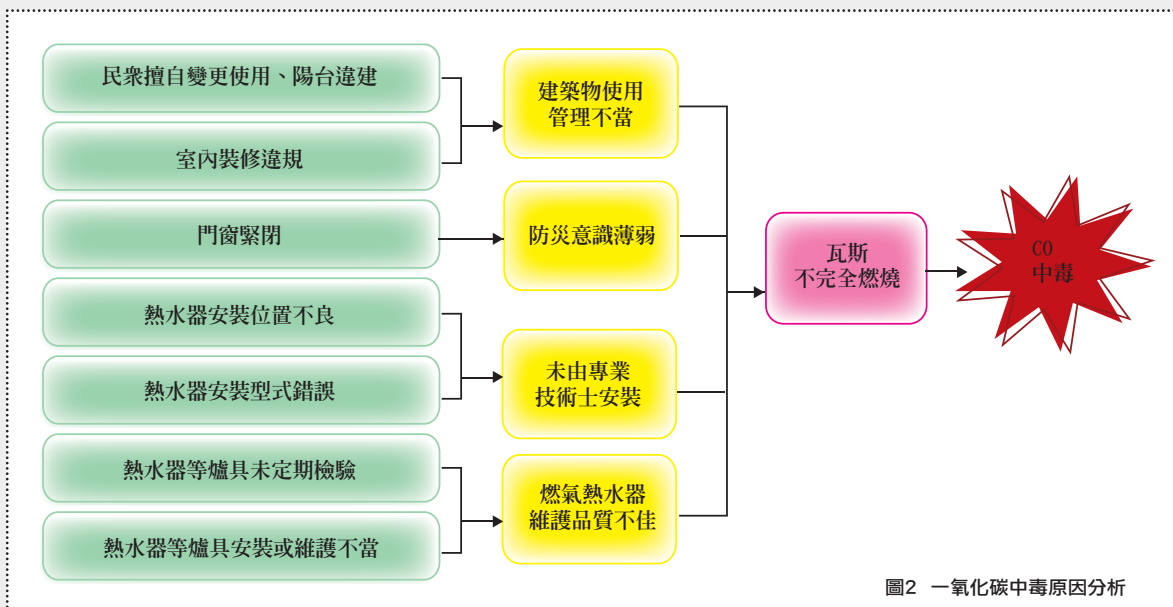 民眾擅自變更使用、陽台違建
室內裝修違規
門窗緊閉
熱水器安裝位置不良
熱水器安裝型式錯誤
熱水器等爐具未定期檢驗
熱水器等爐具安裝或維護不當
建築物使用
管理不當
防災意識薄弱
未由專業
技術士安裝
燃氣熱水器
維護品質不佳
瓦斯
不完全燃燒
CO
中毒
圖2 一氧化碳中毒原因分析